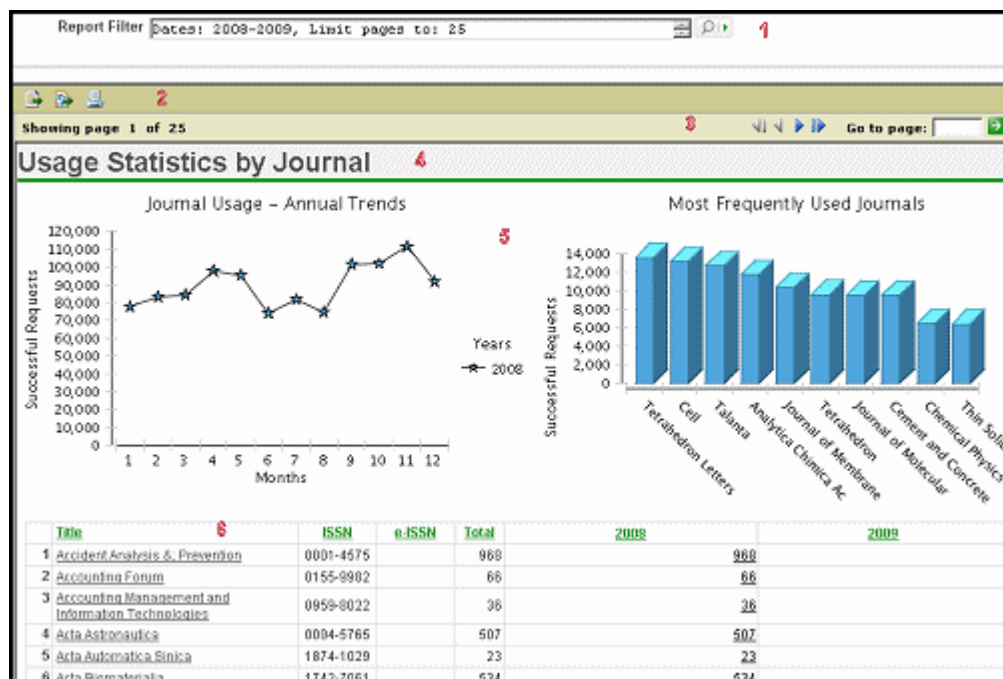 Report Filter Dates: 2008-2009, Limit pages to: 25 1
2
Showing page 1 of 25 3 Go to page:
Usage Statistics by Journal 4
Journal Usage - Annual Trends
5
Successful Requests
120,000
110,000
100,000
90,000
80,000
70,000
60,000
50,000
40,000
30,000
20,000
10,000
0
1 2 3 4 5 6 7 8 9 10 11 12
Months
Years
2008
Most Frequently Used Journals
Successful Requests
14,000
12,000
10,000
8,000
6,000
4,000
2,000
0
Tetrahedron Letters
Cell
Talanta
Analytica Chimica Ac
Journal of Membrane
Tetrahedron
Journal of Molecular
Cement and Concrete
Chemical Physics
Thin Solid
6
Title ISSN e-ISSN Total 2008 2009
1 Accident Analysis &; Prevention 0001-4575 968 968
2 Accounting Forum 0155-9982 66 66
3 Accounting Management and
Information Technologies 0959-8022 36 36
4 Acta Astronautica 0094-5765 507 507
5 Acta Automatica Sinica 1874-1029 23 23
6 Acta Biomaterialia 1742-7061 534 534